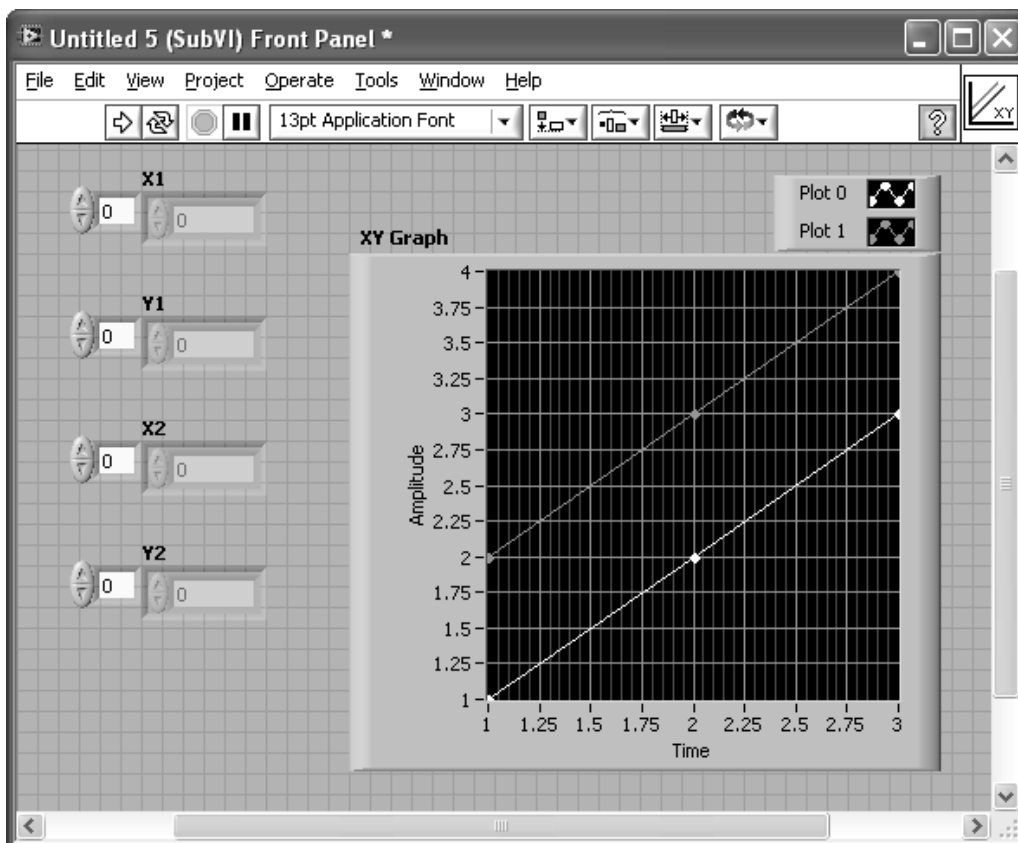 Untitled 5 (SubVI) Front Panel *
File Edit View Project Operate Tools Window Help
13pt Application Font
?
XY
X1
0
0
Y1
0
0
X2
0
0
Y2
0
0
Plot 0
Plot 1
XY Graph
Amplitude
4
3.75
3.5
3.25
3
2.75
2.5
2.25
2
1.75
1.5
1.25
1
1 1.25 1.5 1.75 2 2.25 2.5 2.75 3
Time